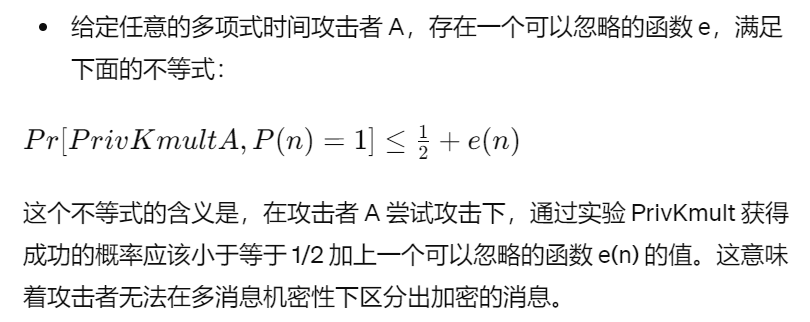 • 给定任意的多项式时间攻击者 A，存在一个可以忽略的函数 e，满足
下面的不等式：
Pr[PrivKmultA, P(n) = 1] ≤ 1/2 + e(n)
这个不等式的含义是，在攻击者 A 尝试攻击下，通过实验 PrivKmult 获得
成功的概率应该小于等于 1/2 加上一个可以忽略的函数 e(n) 的值。这意味
着攻击者无法在多消息机密性下区分出加密的消息。